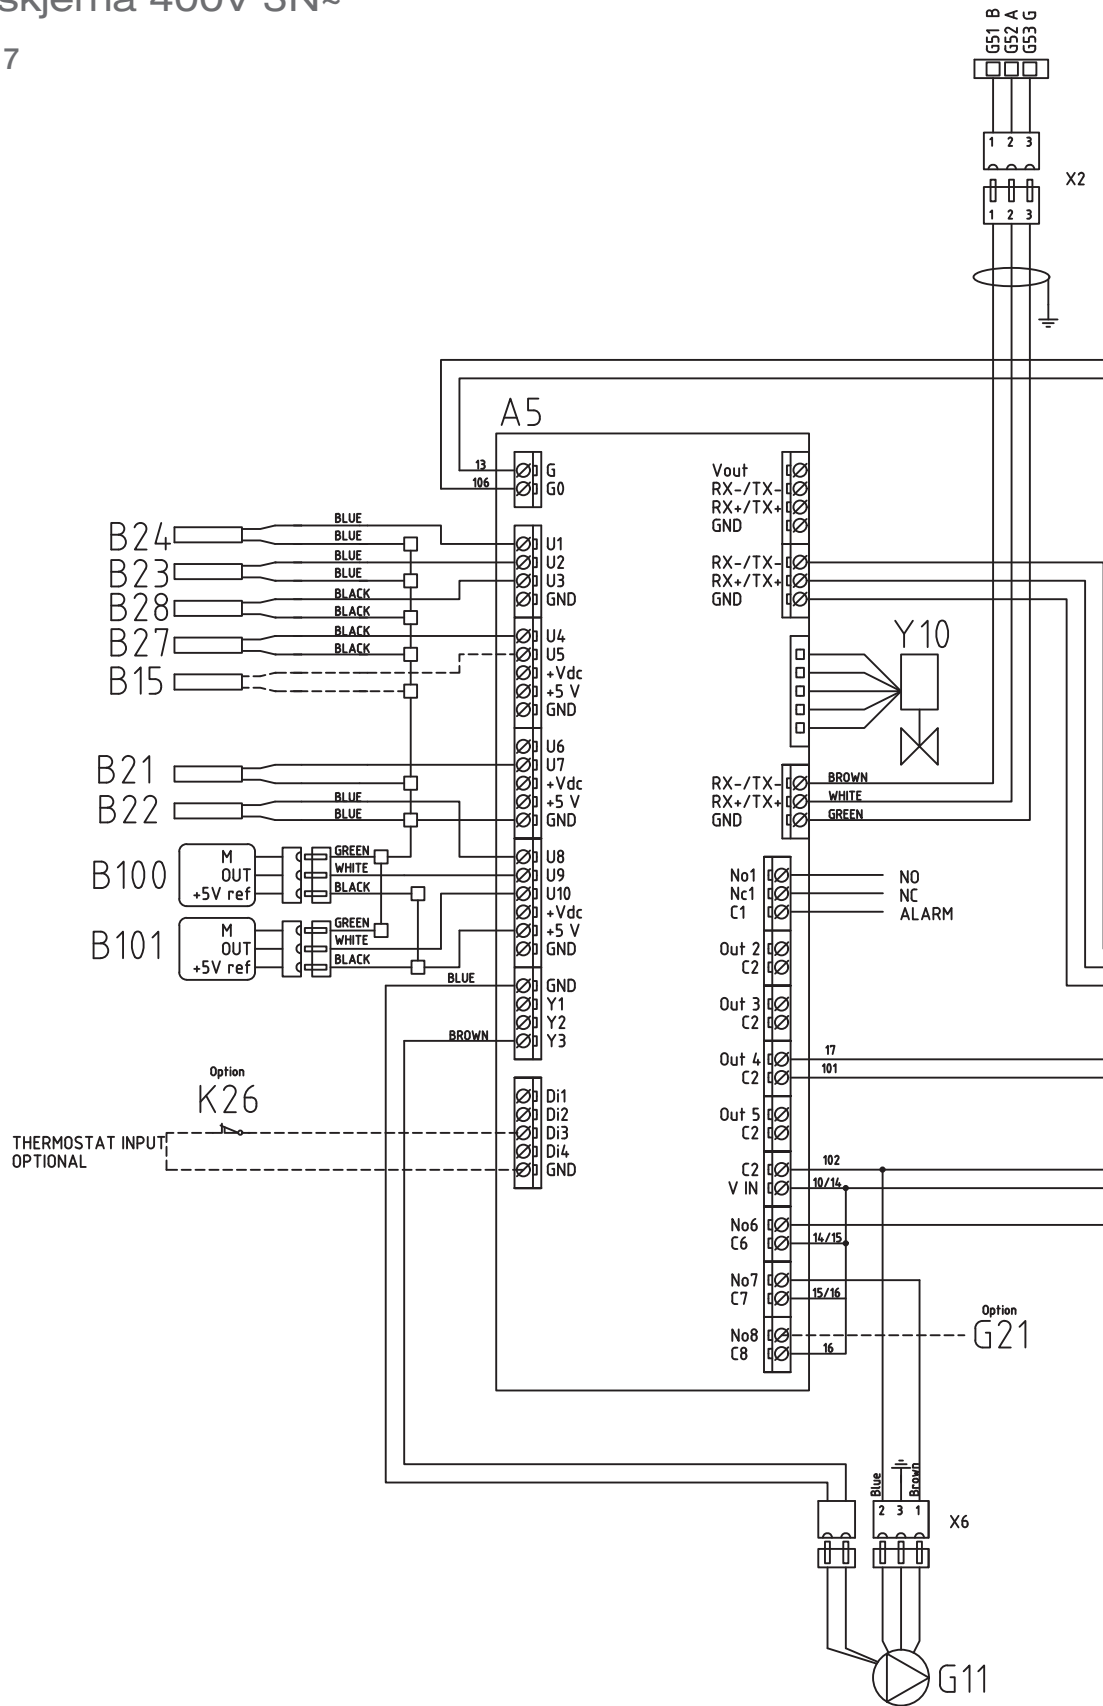 skjema 400V 3N~
7
G51 B
G52 A
G53 G
1 2 3
X2
1 2 3
A5
13 G
106 G0
Vout
RX-/TX-
RX+/TX+
GND
B24 BLUE
BLUE
U1
B23 BLUE
BLUE
U2
B28 BLACK
BLACK
U3
GND
RX-/TX-
RX+/TX+
GND
B27 BLACK
BLACK
U4
B15
U5
+Vdc
+5 V
GND
Y10
B21
U6
U7
+Vdc
B22 BLUE
BLUE
+5 V
GND
RX-/TX- BROWN
RX+/TX+ WHITE
GND GREEN
B100
M GREEN
OUT WHITE
+5V ref BLACK
U8
U9
U10
+Vdc
+5 V
GND
No1 NO
Nc1 NC
C1 ALARM
B101
M GREEN
OUT WHITE
+5V ref BLACK
Out 2
C2
BLUE GND
Y1
Y2
BROWN Y3
Out 3
C2
Out 4 17
C2 101
Option
K26
THERMOSTAT INPUT
OPTIONAL
Di1
Di2
Di3
Di4
GND
Out 5
C2
C2 102
V IN 10/14
No6
C6 14/15
No7
C7 15/16
No8
C8 16
Option
G21
Blue
Brown
2 3 1
X6
G11